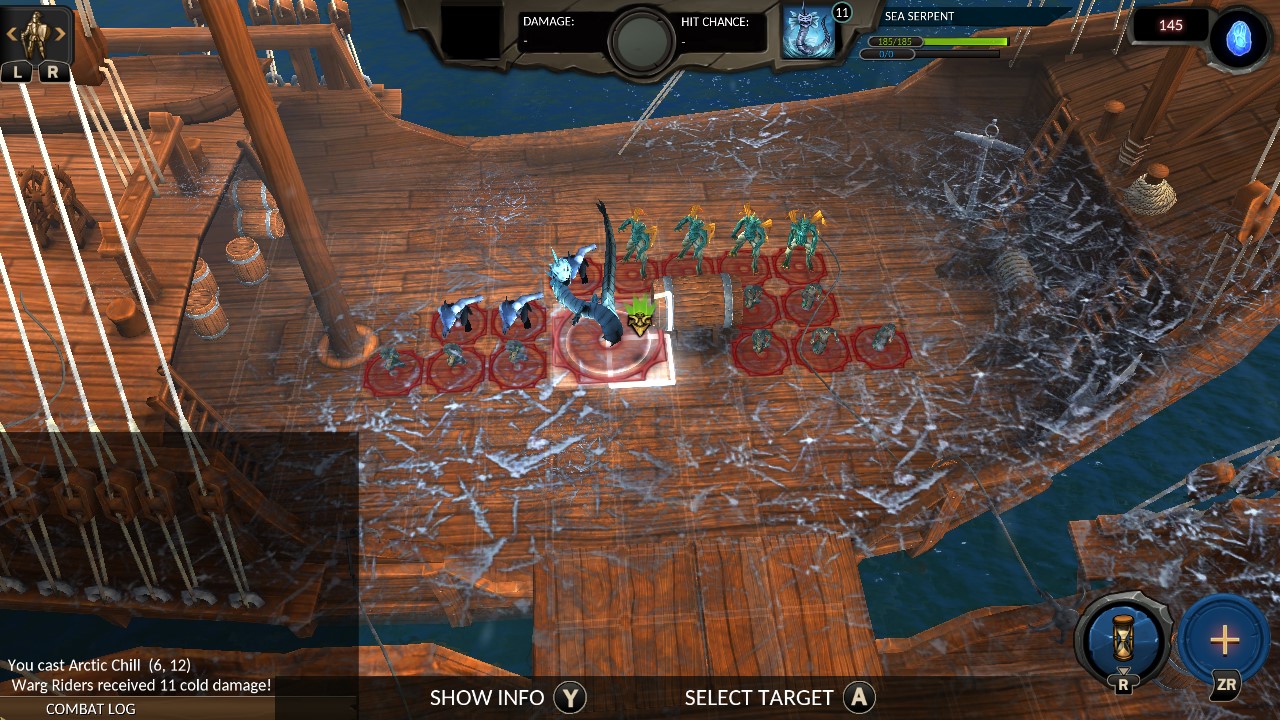 DAMAGE:
-
HIT CHANCE:
-
11
SEA SERPENT
185/185
0/0
145
L
R
You cast Arctic Chill (6, 12)
Warg Riders received 11 cold damage!
COMBAT LOG
SHOW INFO Y
SELECT TARGET A
R
ZR